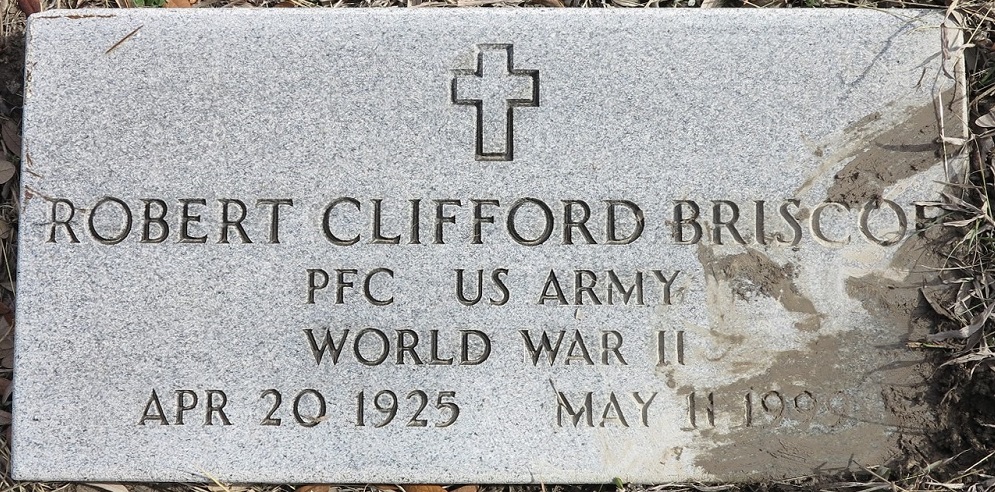 ROBERT CLIFFORD BRISCOE
PFC US ARMY
WORLD WAR II
APR 20 1925 MAY 11